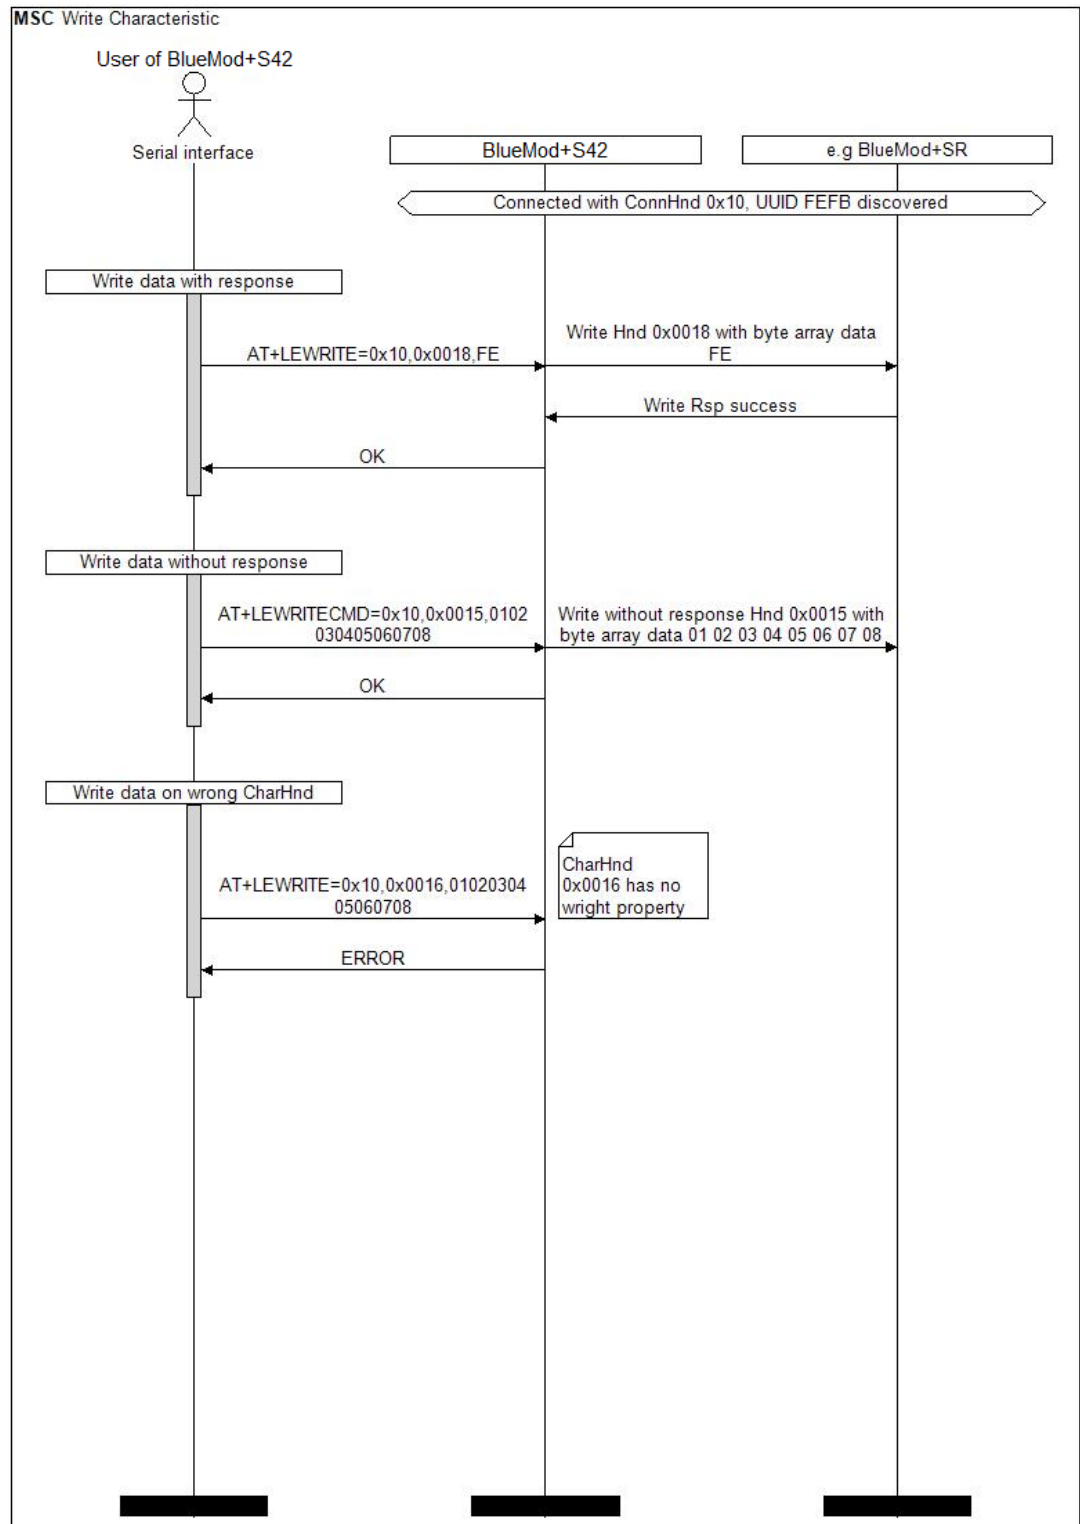 MSC Write Characteristic
User of BlueMod+S42
Serial interface
BlueMod+S42
e.g BlueMod+SR
Connected with ConnHnd 0x10, UUID FEFB discovered
Write data with response
AT+LEWRITE=0x10,0x0018,FE
Write Hnd 0x0018 with byte array data
FE
Write Rsp success
OK
Write data without response
AT+LEWRITECMD=0x10,0x0015,0102
030405060708
Write without response Hnd 0x0015 with
byte array data 01 02 03 04 05 06 07 08
OK
Write data on wrong CharHnd
AT+LEWRITE=0x10,0x0016,01020304
05060708
CharHnd
0x0016 has no
wright property
ERROR